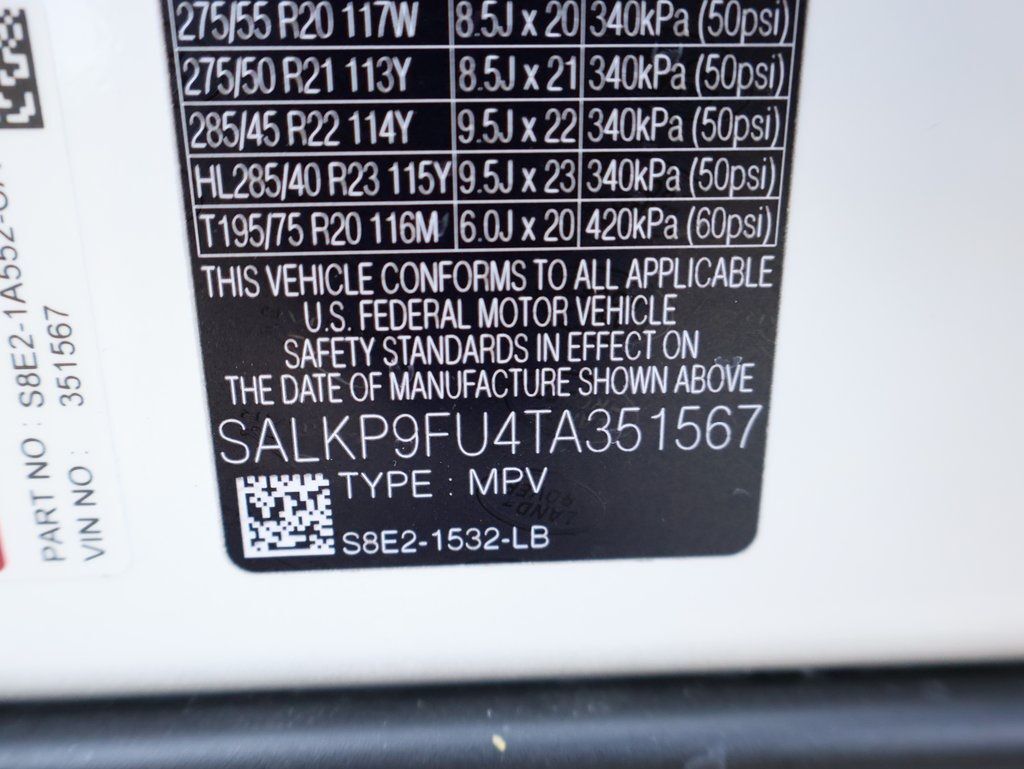 275/55 R20 117W 8.5J x 20 340kPa (50psi)
275/50 R21 113Y 8.5J x 21 340kPa (50psi)
285/45 R22 114Y 9.5J x 22 340kPa (50psi)
HL285/40 R23 115Y 9.5J x 23 340kPa (50psi)
T195/75 R20 116M 6.0J x 20 420kPa (60psi)
THIS VEHICLE CONFORMS TO ALL APPLICABLE
U.S. FEDERAL MOTOR VEHICLE
SAFETY STANDARDS IN EFFECT ON
THE DATE OF MANUFACTURE SHOWN ABOVE
SALKP9FU4TA351567
TYPE : MPV
LAND-
ROVER
S8E2-1532-LB
PART NO : S8E2-1A552-
VIN NO : 351567